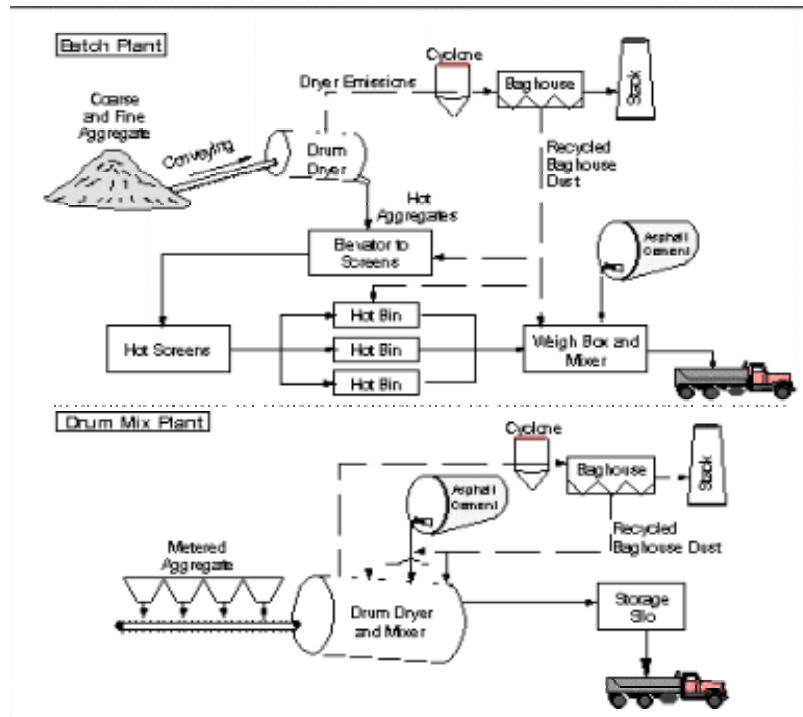 Batch Plant
Cyclone
Dryer Emissions
Baghouse
Stack
Coarse
and Fine
Aggregate
Conveying
Drum
Dryer
Recycled
Baghouse
Dust
Hot
Aggregates
Elevator to
Screens
Asphalt
Cement
Hot Bin
Hot Screens
Hot Bin
Weigh Box and
Mixer
Hot Bin
Drum Mix Plant
Cyclone
Baghouse
Stack
Asphalt
Cement
Recycled
Baghouse Dust
Metered
Aggregate
Drum Dryer
and Mixer
Storage
Silo